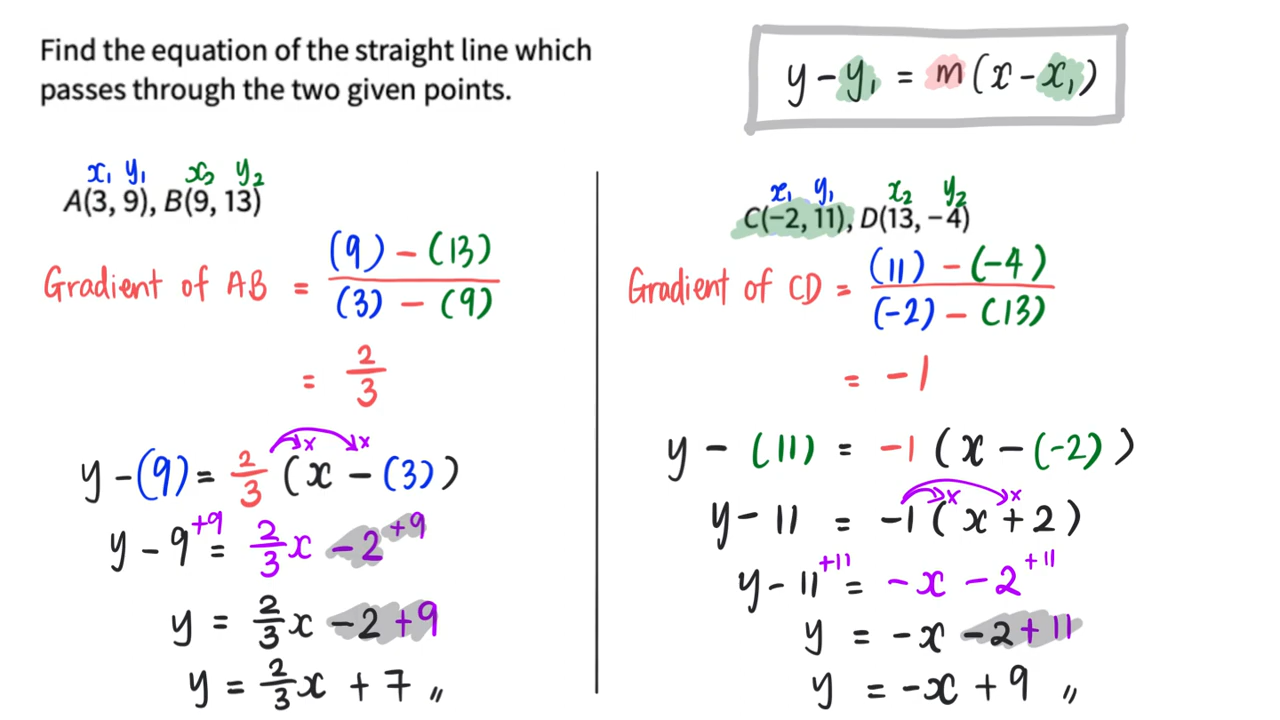 Find the equation of the straight line which
passes through the two given points.
y - y₁ = m(x - x₁)
x₁ y₁ x₂ y₂
A(3, 9), B(9, 13)
Gradient of AB = ((9) - (13))/((3) - (9))
= 2/3
y - (9) = 2/3 (x - (3))
x x
y - 9 +9 = 2/3 x - 2 +9
y = 2/3 x - 2 + 9
y = 2/3 x + 7 〃
x₁ y₁ x₂ y₂
C(−2, 11), D(13, −4)
Gradient of CD = ((11) - (-4))/((-2) - (13))
= -1
y - (11) = -1 (x - (-2))
x x
y - 11 = -1 (x + 2)
y - 11 +11 = -x - 2 +11
y = -x - 2 + 11
y = -x + 9 〃